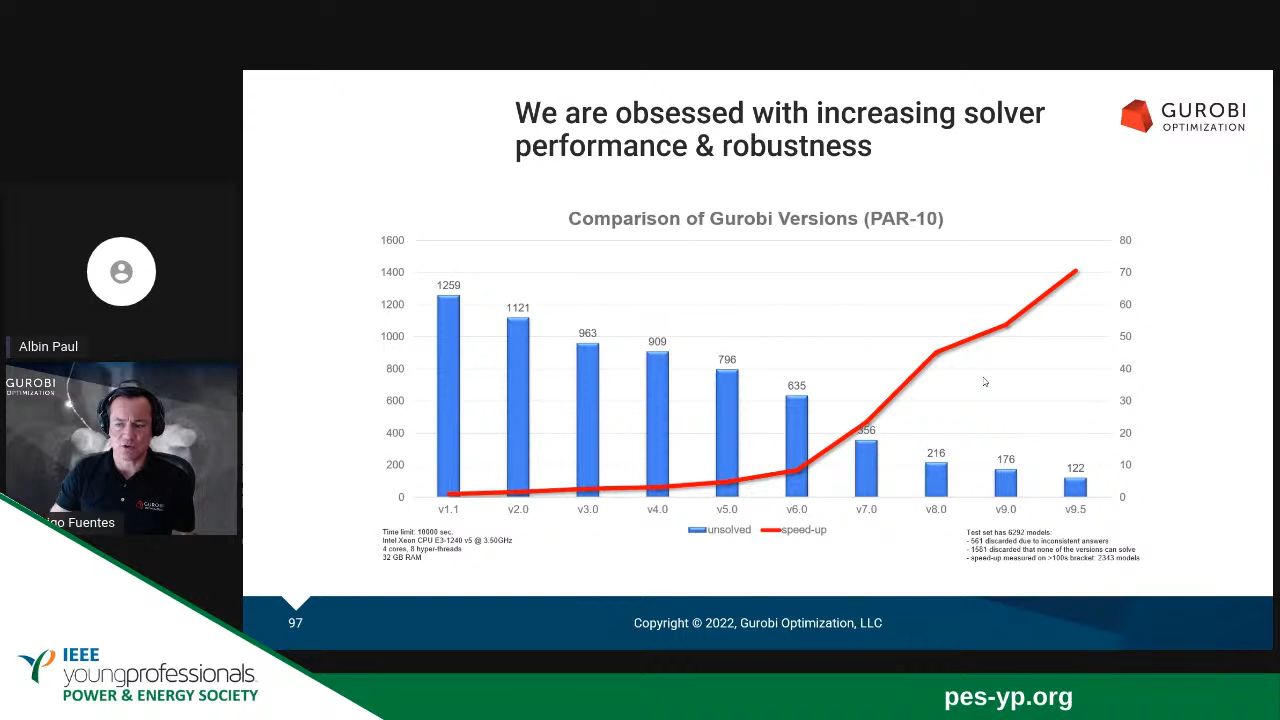 We are obsessed with increasing solver
performance & robustness
GUROBI
OPTIMIZATION
Comparison of Gurobi Versions (PAR-10)
1600
1400
1200
1000
800
600
400
200
0
80
70
60
50
40
30
20
10
0
1259
1121
963
909
796
635
356
216
176
122
v1.1
v2.0
v3.0
v4.0
v5.0
v6.0
v7.0
v8.0
v9.0
v9.5
unsolved
speed-up
Time limit: 10000 sec.
Intel Xeon CPU E3-1240 v5 @ 3.50GHz
4 cores, 8 hyper-threads
32 GB RAM
Test set has 6292 models:
- 561 discarded due to inconsistent answers
- 1581 discarded that none of the versions can solve
- speed-up measured on >100s bracket: 2343 models
97
Copyright © 2022, Gurobi Optimization, LLC
Albin Paul
GUROBI
OPTIMIZATION
GUROBI
igo Fuentes
IEEE
youngprofessionals
POWER & ENERGY SOCIETY
pes-yp.org